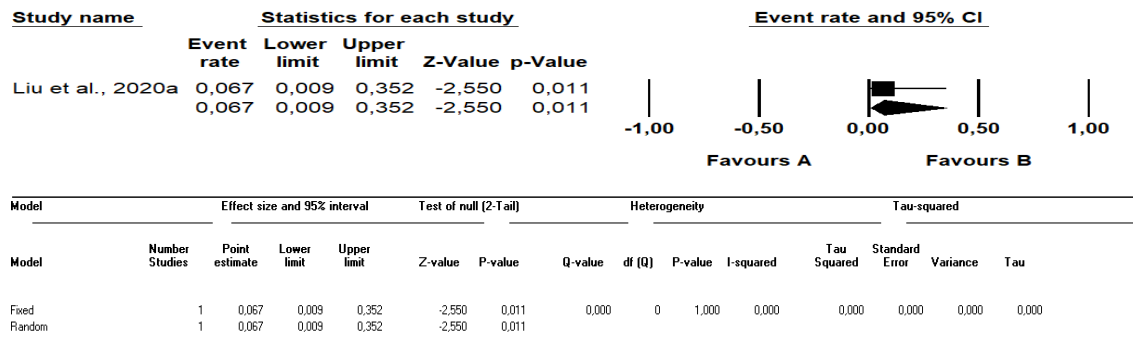 Study name Statistics for each study Event rate and 95% CI
Event Lower Upper
rate limit limit Z-Value p-Value
Liu et al., 2020a 0,067 0,009 0,352 -2,550 0,011
0,067 0,009 0,352 -2,550 0,011
-1,00 -0,50 0,00 0,50 1,00
Favours A Favours B
Model Effect size and 95% interval Test of null (2-Tail) Heterogeneity Tau-squared
Number Point Lower Upper Tau Standard
Model Studies estimate limit limit Z-value P-value Q-value df (Q) P-value I-squared Squared Error Variance Tau
Fixed 1 0,067 0,009 0,352 -2,550 0,011 0,000 0 1,000 0,000 0,000 0,000 0,000 0,000
Random 1 0,067 0,009 0,352 -2,550 0,011